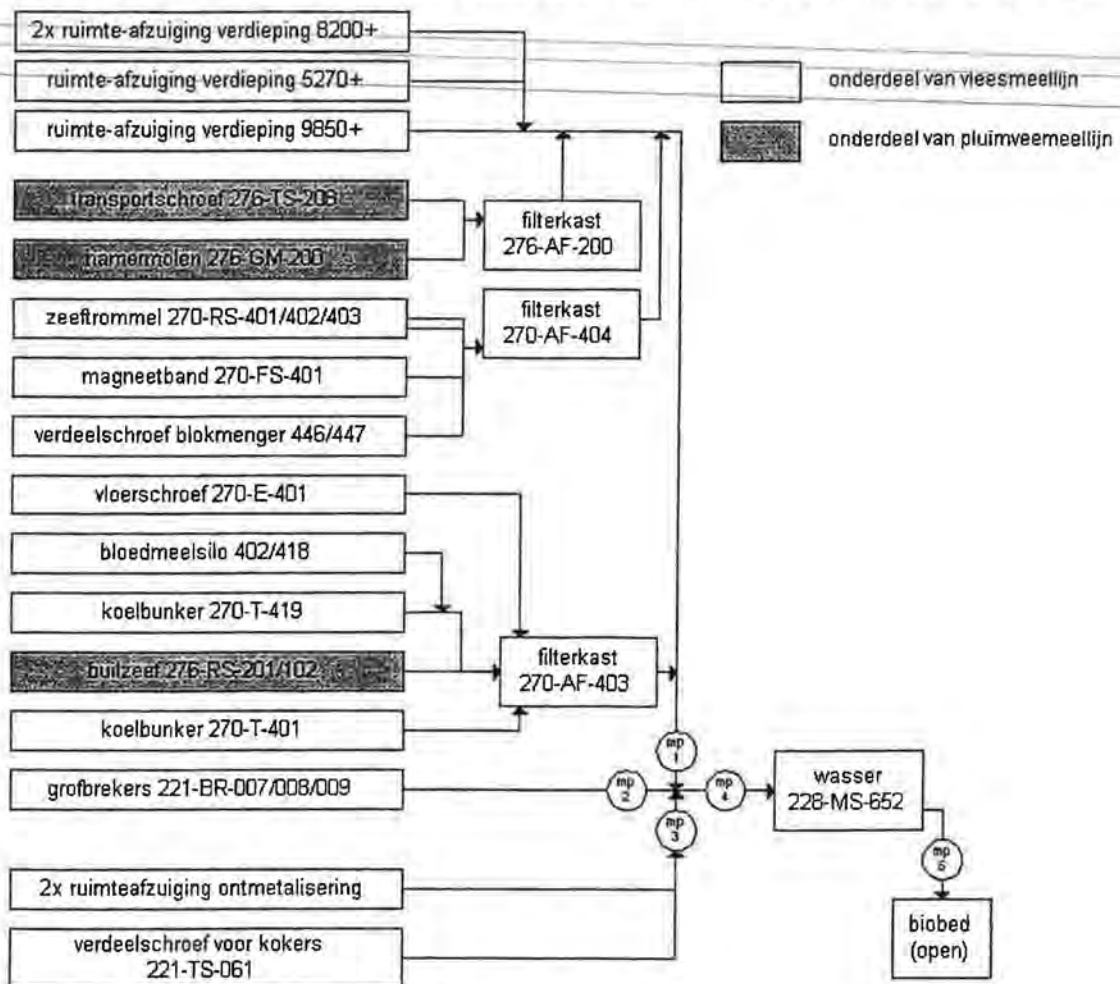 2x ruimte-afzuiging verdieping 8200+
ruimte-afzuiging verdieping 5270+
ruimte-afzuiging verdieping 9850+
onderdeel van vleesmeellijn
onderdeel van pluimveemeellijn
transportschroef 276-TS-208
hamermolen 276-GM-200
filterkast
276-AF-200
zeeftrommel 270-RS-401/402/403
magneetband 270-FS-401
verdeelschroef blokmenger 446/447
filterkast
270-AF-404
vloerschroef 270-E-401
bloedmeelsilo 402/418
koelbunker 270-T-419
builzeef 276-RS-201/102
koelbunker 270-T-401
filterkast
270-AF-403
grofbrekers 221-BR-007/008/009
mp
1
mp
2
mp
3
mp
4
wasser
228-MS-652
mp
5
biobed
(open)
2x ruimteafzuiging ontmetalisering
verdeelschroef voor kokers
221-TS-061